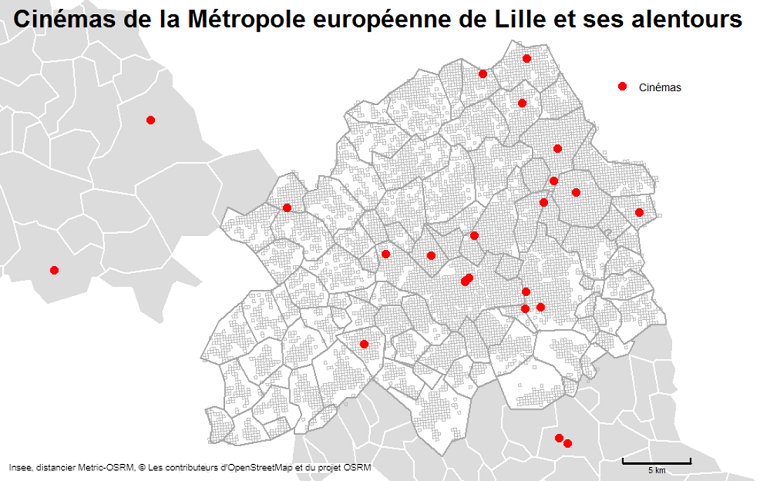 Cinémas de la Métropole européenne de Lille et ses alentours
Cinémas
Insee, distancier Metric-OSRM, © Les contributeurs d'OpenStreetMap et du projet OSRM
5 km